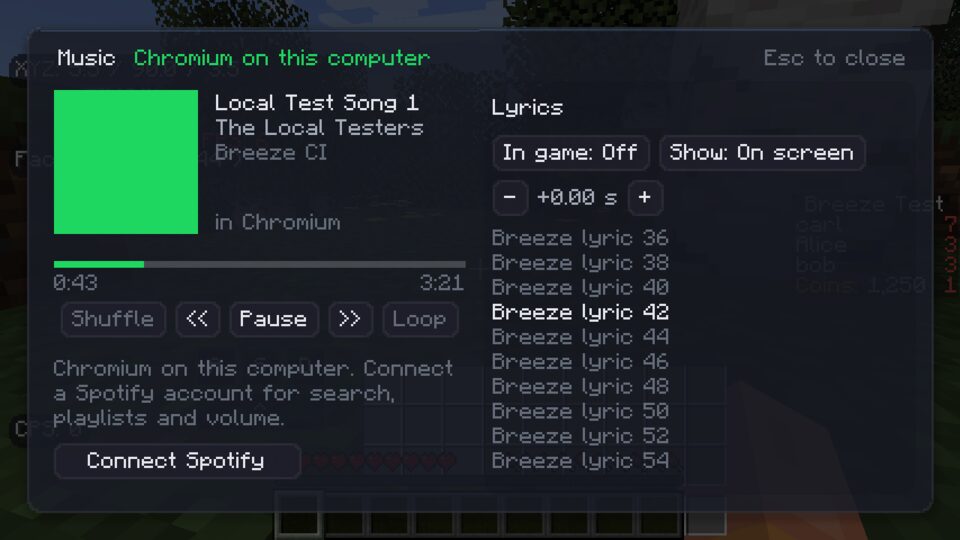 Music Chromium on this computer
Esc to close
Local Test Song 1
The Local Testers
Breeze CI
in Chromium
0:43
3:21
Shuffle << Pause >> Loop
Chromium on this computer. Connect
a Spotify account for search,
playlists and volume.
Connect Spotify
Lyrics
In game: Off Show: On screen
- +0.00 s +
Breeze lyric 36
Breeze lyric 38
Breeze lyric 40
Breeze lyric 42
Breeze lyric 44
Breeze lyric 46
Breeze lyric 48
Breeze lyric 50
Breeze lyric 52
Breeze lyric 54
Breeze Test
carl 7
Alice 3
bob 3
Coins: 1,250 1